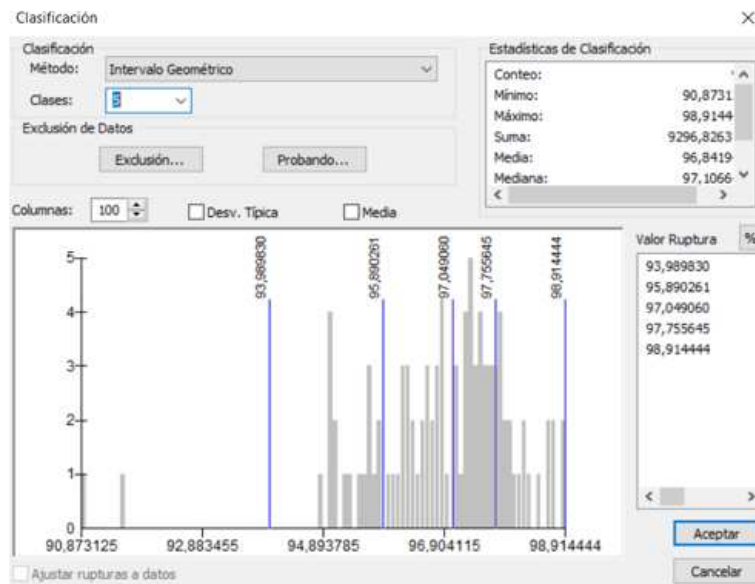 Clasificación
Clasificación
Método: Intervalo Geométrico
Clases: 5
Exclusión de Datos
Exclusión... Probando...
Estadísticas de Clasificación
Conteo:
Mínimo: 90,8731
Máximo: 98,9144
Suma: 9296,8263
Media: 96,8419
Mediana: 97,1066
Columnas: 100 Desv. Típica Media
Valor Ruptura %
93,989830
95,890261
97,049060
97,755645
98,914444
93,989830 95,890261 97,049060 97,755645 98,914444
5
4
3
2
1
0
90,873125 92,883455 94,893785 96,904115 98,914444
Ajustar rupturas a datos
Aceptar
Cancelar